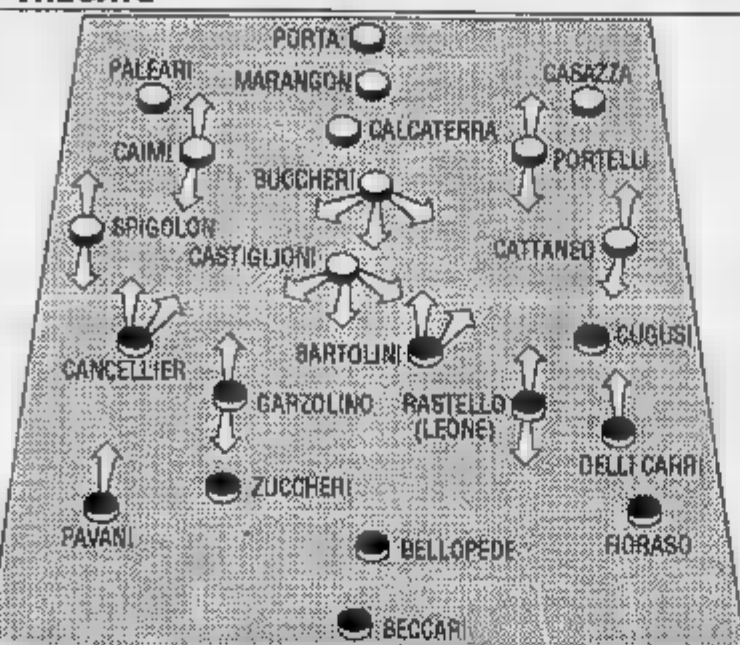 PORTA
PALEARI
MARANGON
CASAZZA
CALCATERRA
CAIMI
PORTELLI
BUCCHERI
SPIGOLON
CASTIGLIONI
CATTANEO
CUGUSI
BARTOLINI
CANCELLIER
GARZOLINO
RASTELLO
(LEONE)
DELLI CARRI
ZUCCHERI
PAVANI
FIORASO
BELLOPEDE
BECCARI